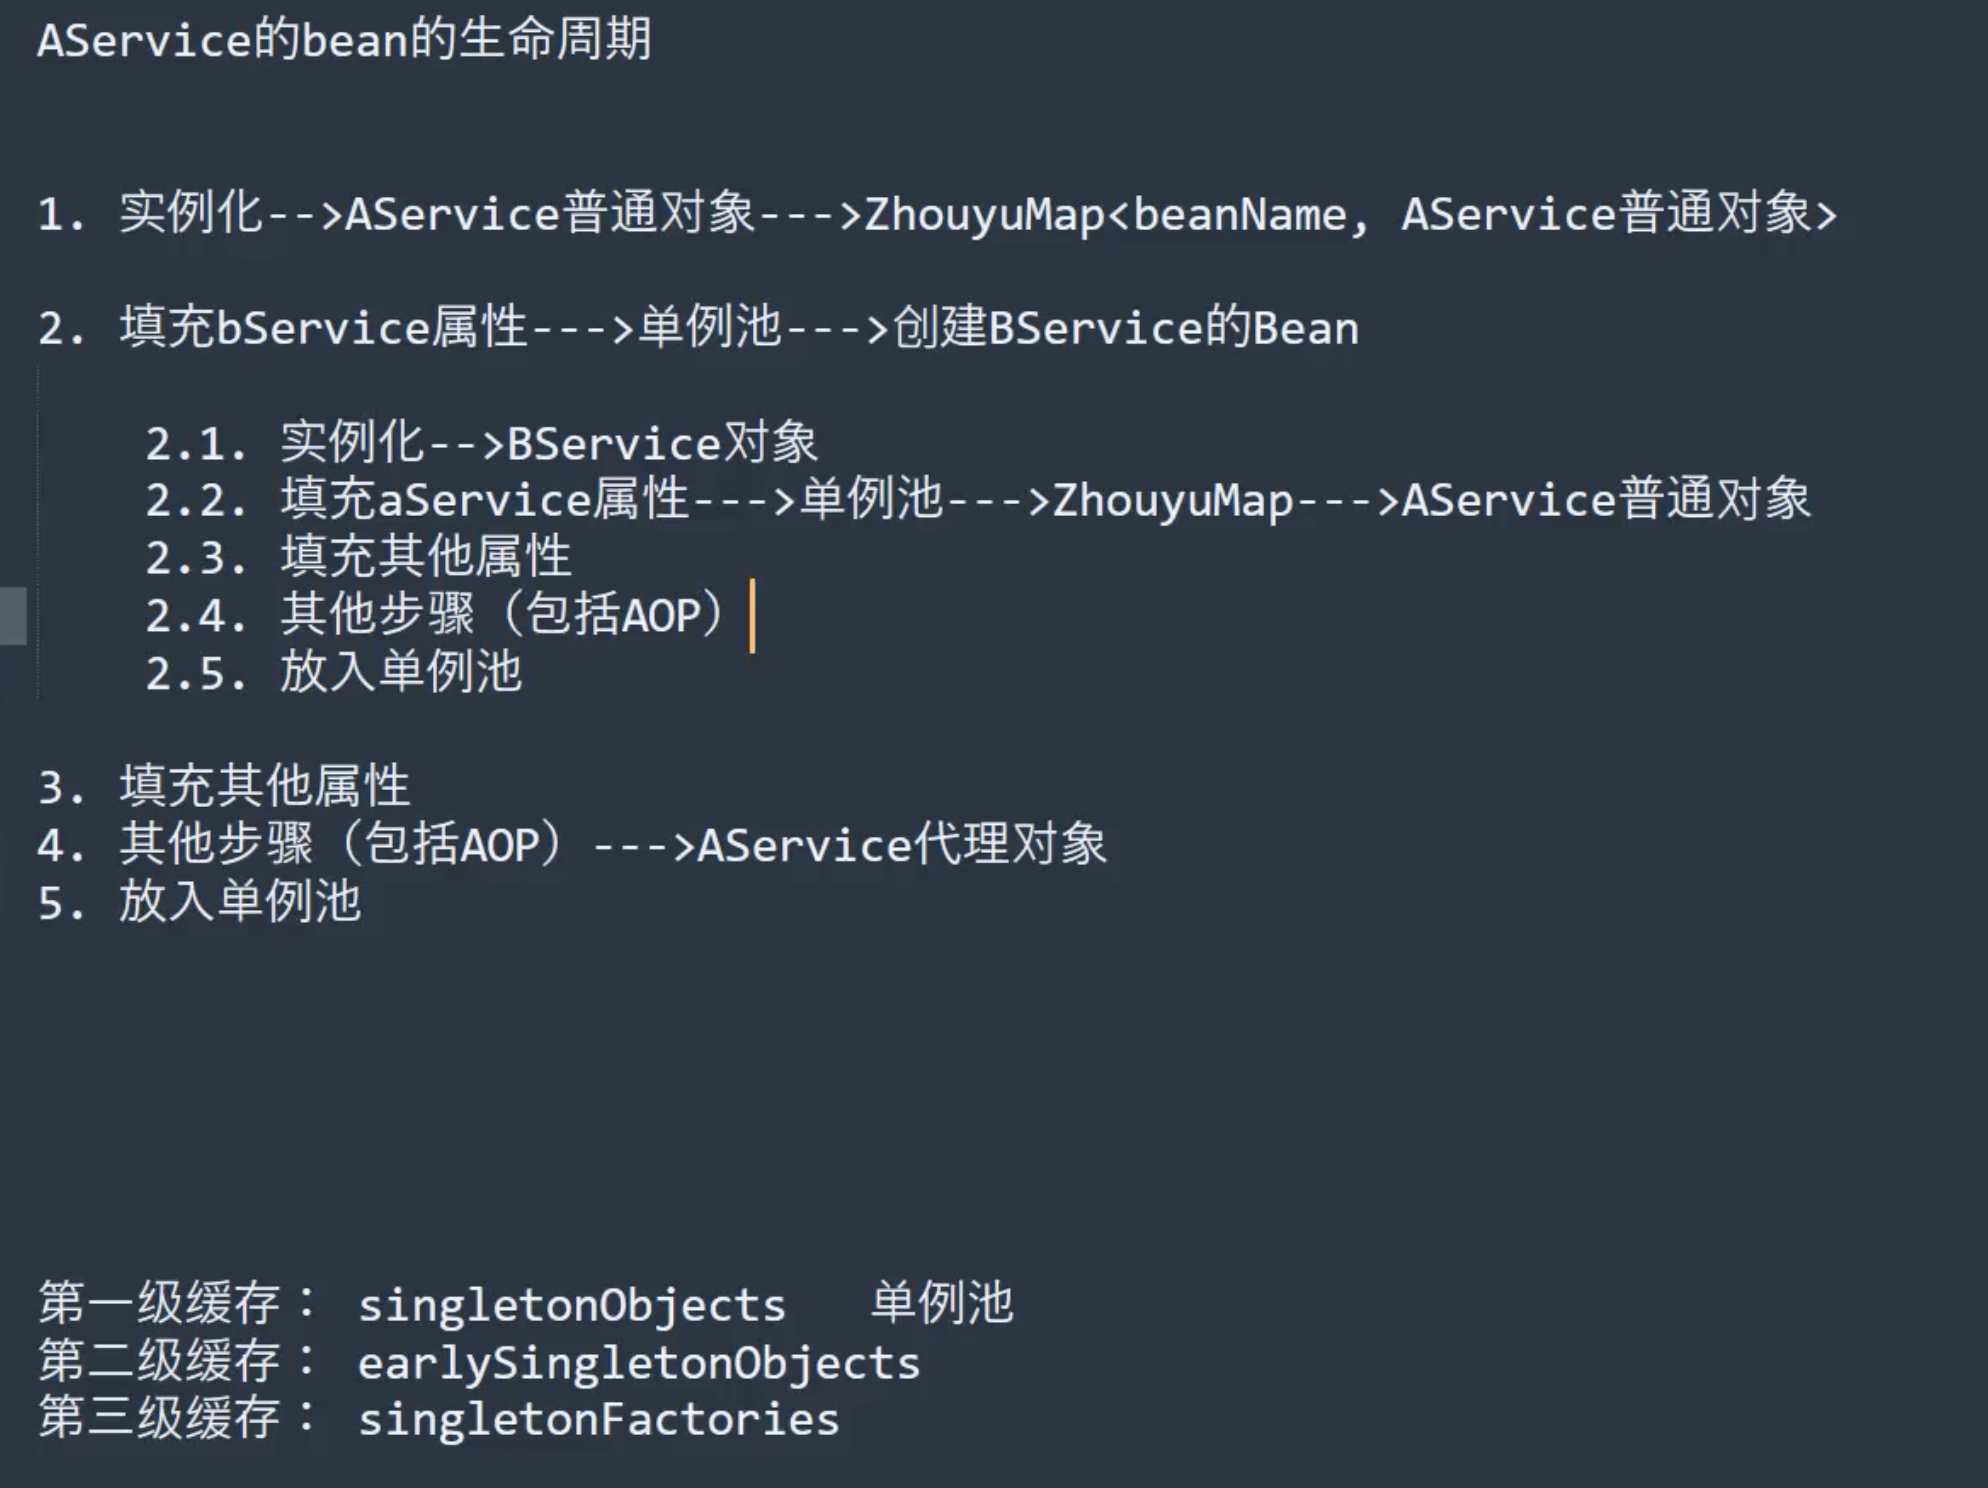 AService的bean的生命周期
1. 实例化-->AService普通对象--->ZhouyuMap<beanName, AService普通对象>
2. 填充bService属性--->单例池--->创建BService的Bean
2.1. 实例化-->BService对象
2.2. 填充aService属性--->单例池--->ZhouyuMap--->AService普通对象
2.3. 填充其他属性
2.4. 其他步骤（包括AOP）
2.5. 放入单例池
3. 填充其他属性
4. 其他步骤（包括AOP）--->AService代理对象
5. 放入单例池
第一级缓存： singletonObjects 单例池
第二级缓存： earlySingletonObjects
第三级缓存： singletonFactories